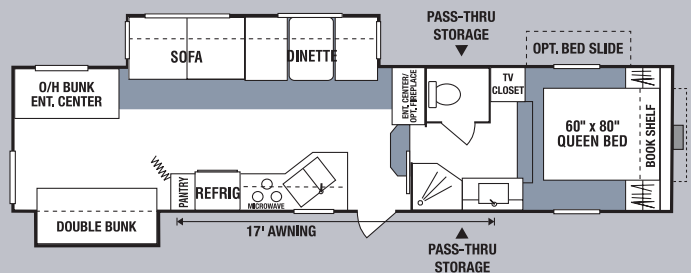 PASS-THRU
STORAGE
OPT. BED SLIDE
SOFA
DINETTE
O/H BUNK
ENT. CENTER
ENT. CENTER/
OPT. FIREPLACE
TV
CLOSET
60" x 80"
QUEEN BED
BOOK SHELF
PANTRY
REFRIG
MICROWAVE
DOUBLE BUNK
17' AWNING
PASS-THRU
STORAGE